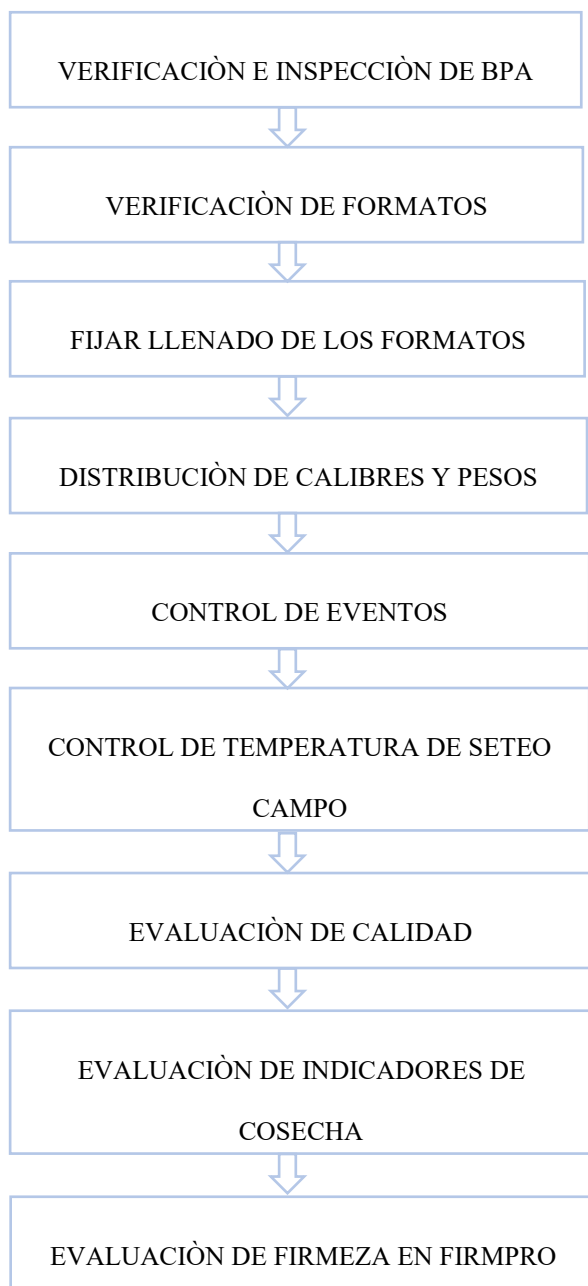 VERIFICACIÒN E INSPECCIÒN DE BPA
VERIFICACIÒN DE FORMATOS
FIJAR LLENADO DE LOS FORMATOS
DISTRIBUCIÒN DE CALIBRES Y PESOS
CONTROL DE EVENTOS
CONTROL DE TEMPERATURA DE SETEO
CAMPO
EVALUACIÒN DE CALIDAD
EVALUACIÒN DE INDICADORES DE
COSECHA
EVALUACIÒN DE FIRMEZA EN FIRMPRO